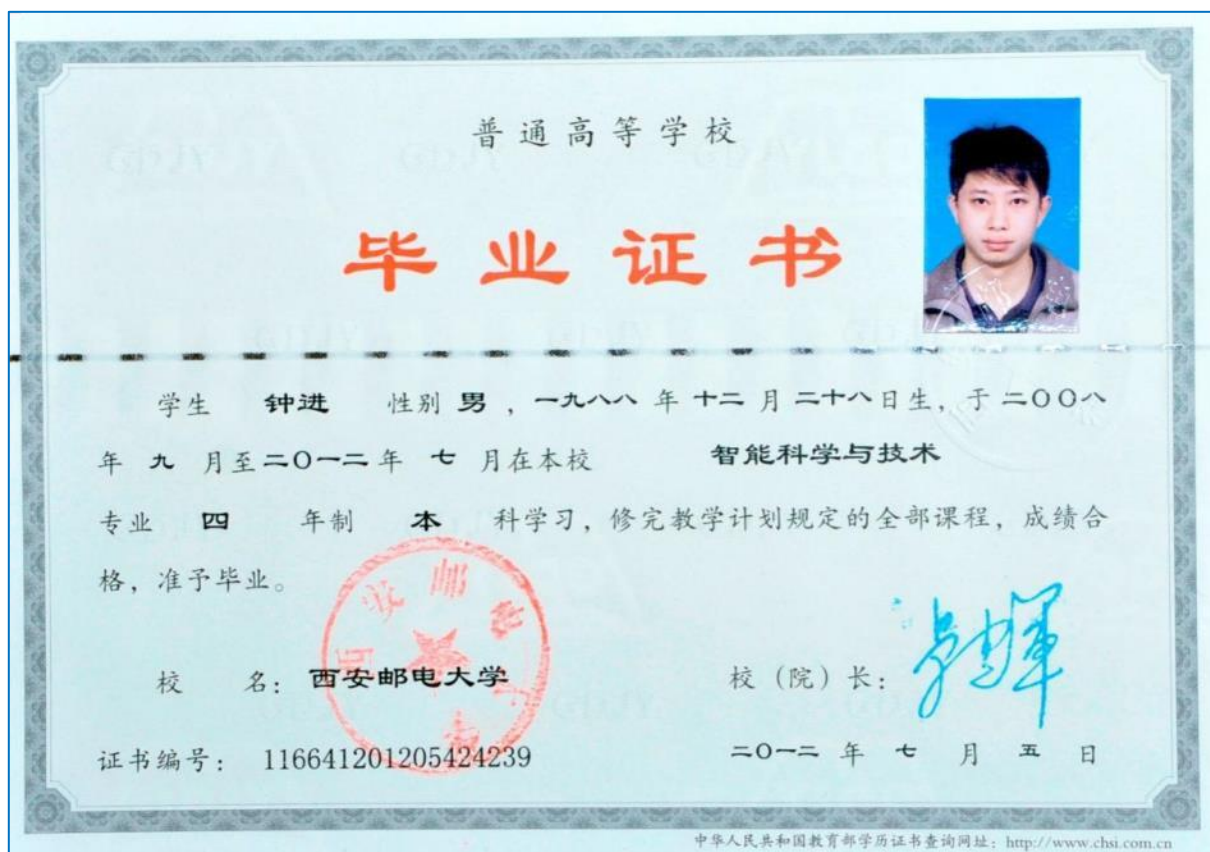 普通高等学校
毕业证书
学生 钟进 性别 男，一九八八 年 十二 月 二十八日生，于 二〇〇八
年 九 月至二〇一二年 七 月在本校 智能科学与技术
专业 四 年制 本 科学习，修完教学计划规定的全部课程，成绩合
格，准予毕业。
校 名：西安邮电大学
校（院）长：
证书编号：116641201205424239
二〇一二 年 七 月 五 日
中华人民共和国教育部学历证书查询网址：http://www.chsi.com.cn